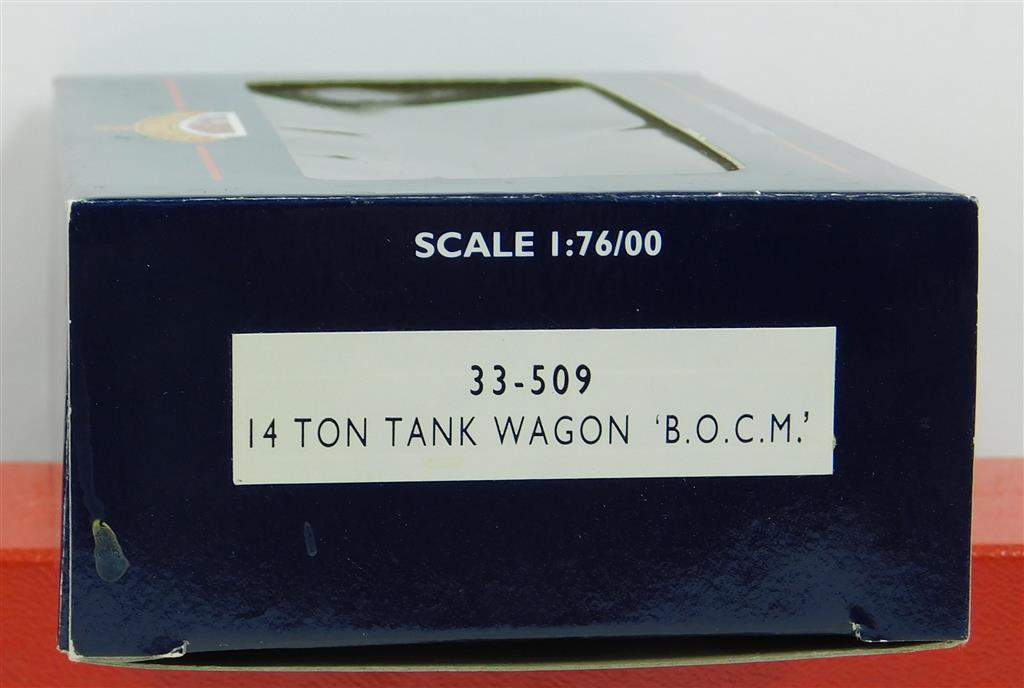 SCALE 1:76/00
33-509
14 TON TANK WAGON 'B.O.C.M.'